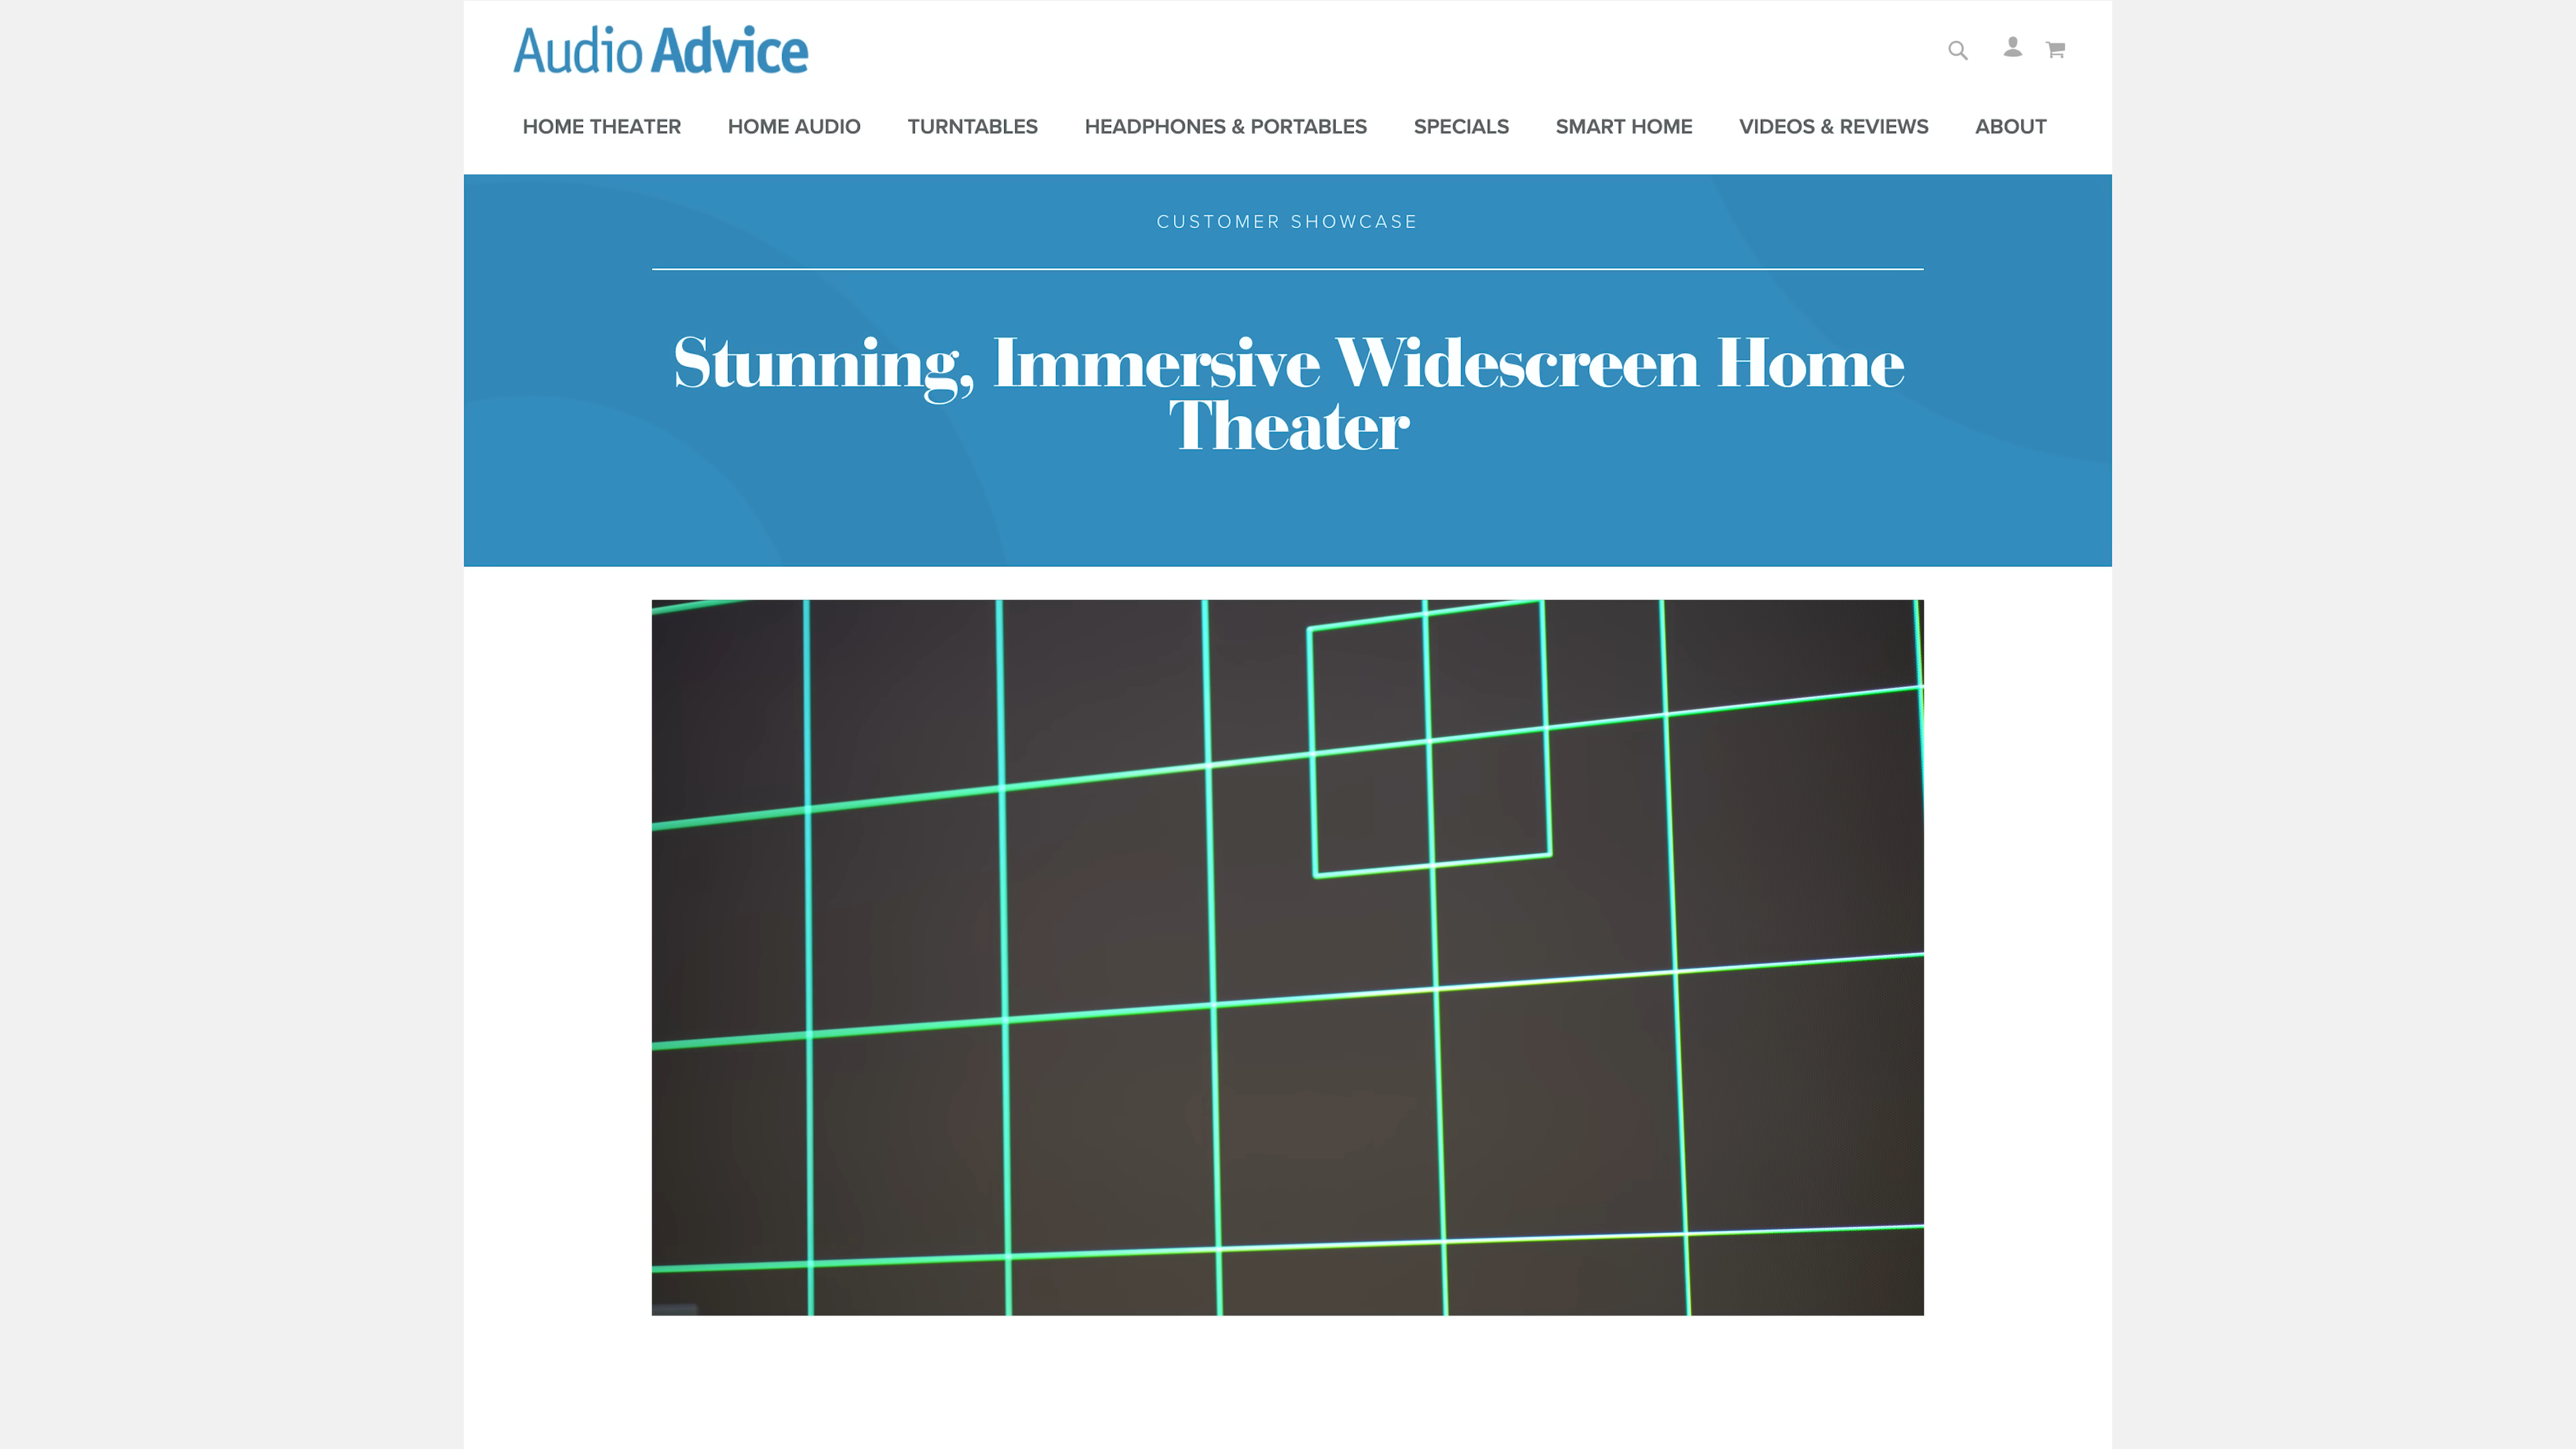 Audio Advice
HOME THEATER HOME AUDIO TURNTABLES HEADPHONES & PORTABLES SPECIALS SMART HOME VIDEOS & REVIEWS ABOUT
CUSTOMER SHOWCASE
Stunning, Immersive Widescreen Home
Theater